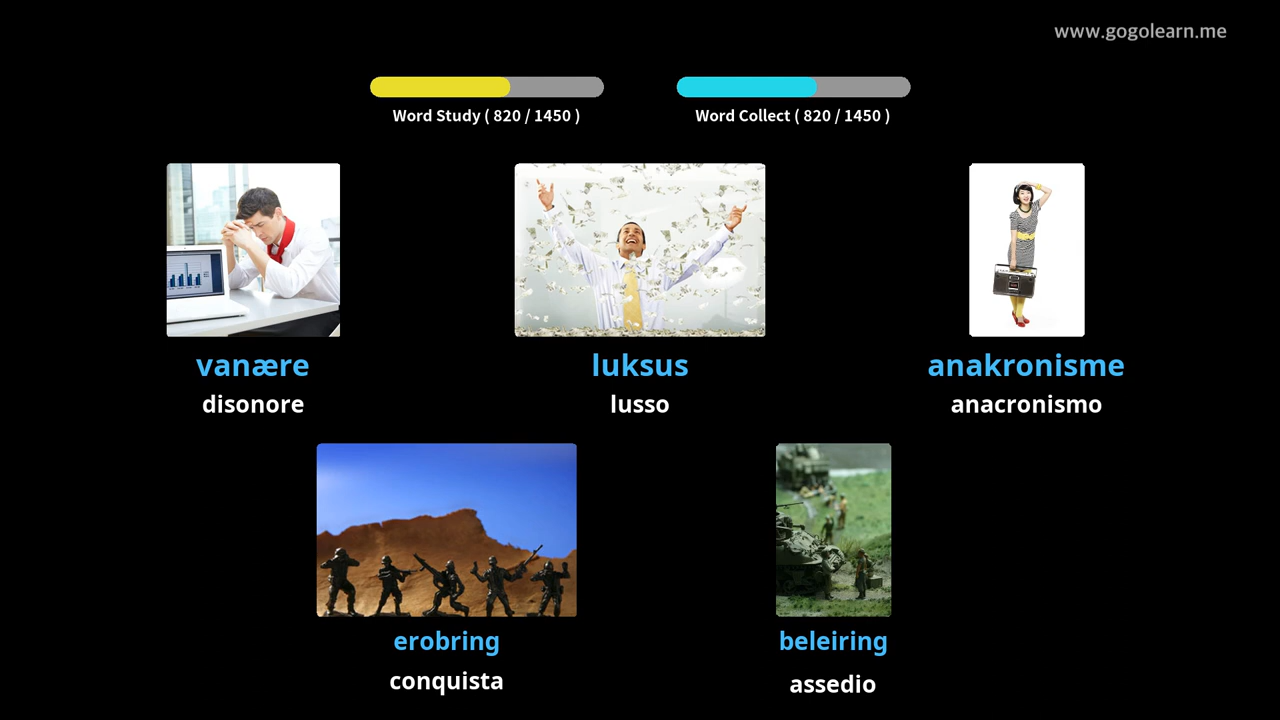 www.gogolearn.me
Word Study ( 820 / 1450 )
Word Collect ( 820 / 1450 )
vanære
luksus
anakronisme
disonore
lusso
anacronismo
erobring
beleiring
conquista
assedio